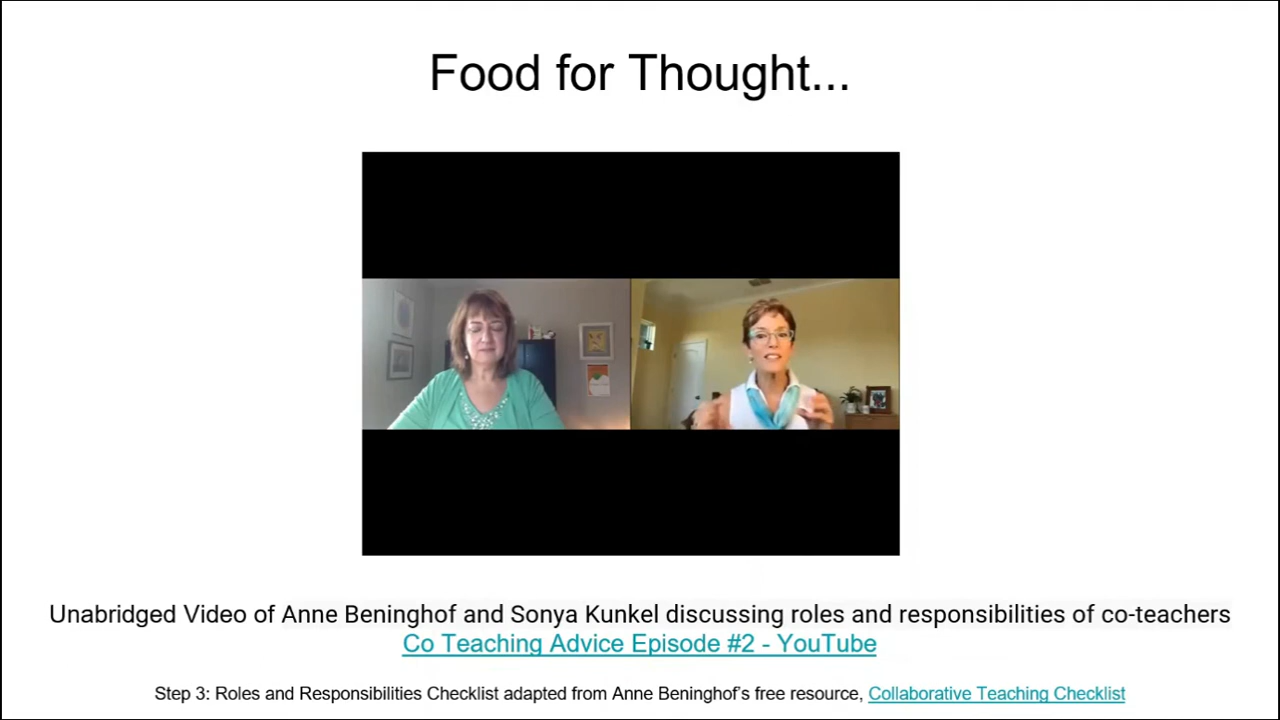 Food for Thought...
Unabridged Video of Anne Beninghof and Sonya Kunkel discussing roles and responsibilities of co-teachers
Co Teaching Advice Episode #2 - YouTube
Step 3: Roles and Responsibilities Checklist adapted from Anne Beninghof's free resource, Collaborative Teaching Checklist